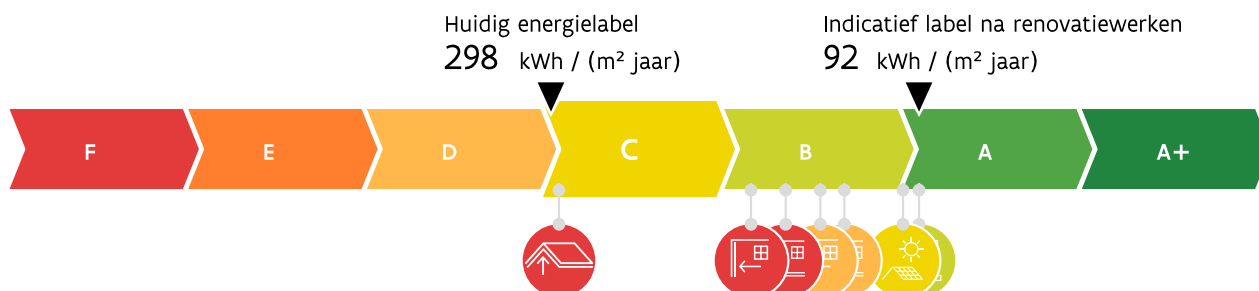 Huidig energielabel
298 kWh / (m² jaar)
Indicatief label na renovatiewerken
92 kWh / (m² jaar)
F E D C B A A+